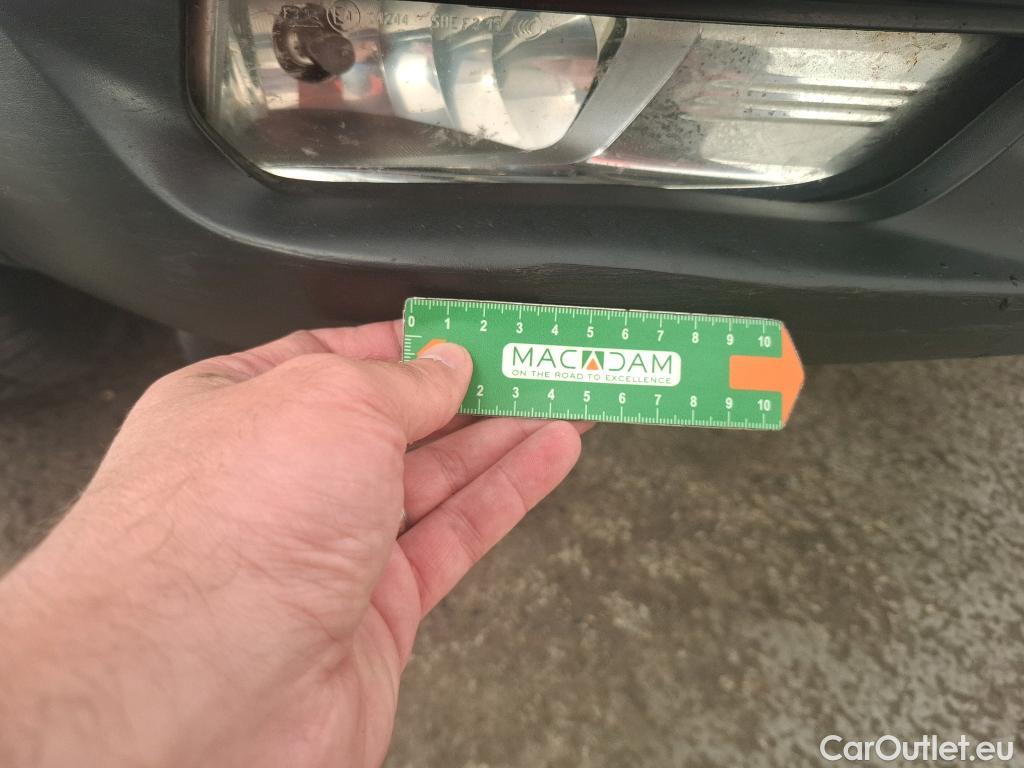 E4
0 1 2 3 4 5 6 7 8 9 10
MACADAM
ON THE ROAD TO EXCELLENCE
2 3 4 5 6 7 8 9 10
CarOutlet.eu